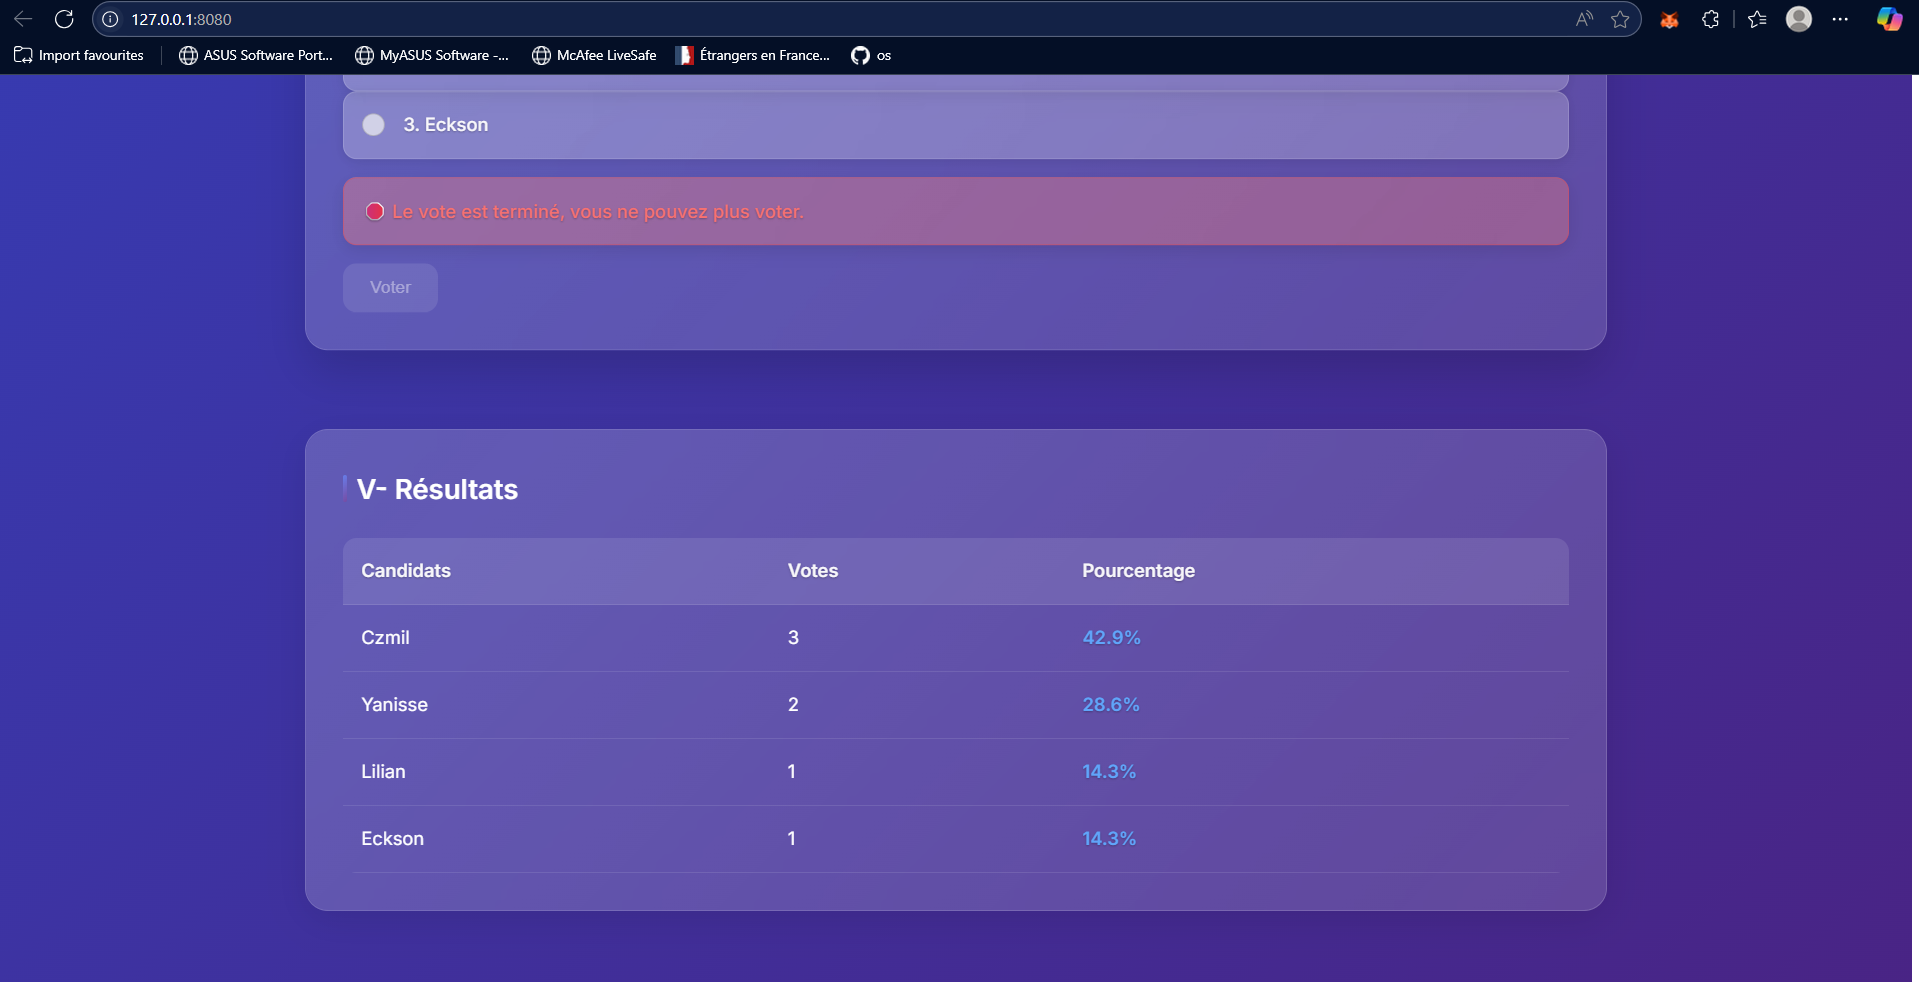 127.0.0.1:8080
Import favourites
ASUS Software Port...
MyASUS Software -...
McAfee LiveSafe
Étrangers en France...
os
3. Eckson
Le vote est terminé, vous ne pouvez plus voter.
Voter
V- Résultats
Candidats Votes Pourcentage
Czmil 3 42.9%
Yanisse 2 28.6%
Lilian 1 14.3%
Eckson 1 14.3%